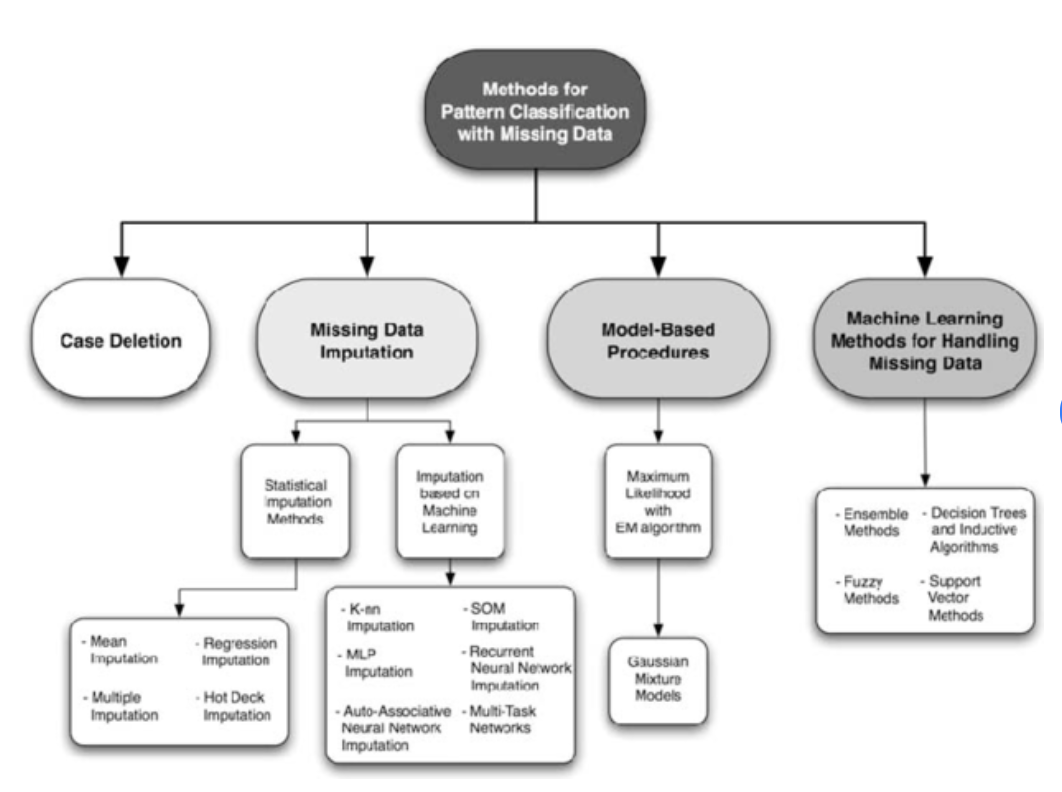 Methods for
Pattern Classification
with Missing Data
Case Deletion
Missing Data
Imputation
Model-Based
Procedures
Machine Learning
Methods for Handling
Missing Data
Statistical
Imputation
Methods
Imputation
based on
Machine
Learning
Maximum
Likelihood
with
EM algorithm
- Ensemble
Methods
- Decision Trees
and Inductive
Algorithms
- Fuzzy
Methods
- Support
Vector
Methods
- Mean
Imputation
- Regression
Imputation
- Multiple
Imputation
- Hot Deck
Imputation
- K-nn
Imputation
- SOM
Imputation
- MLP
Imputation
- Recurrent
Neural Network
Imputation
- Auto-Associative
Neural Network
Imputation
- Multi-Task
Networks
Gaussian
Mixture
Models